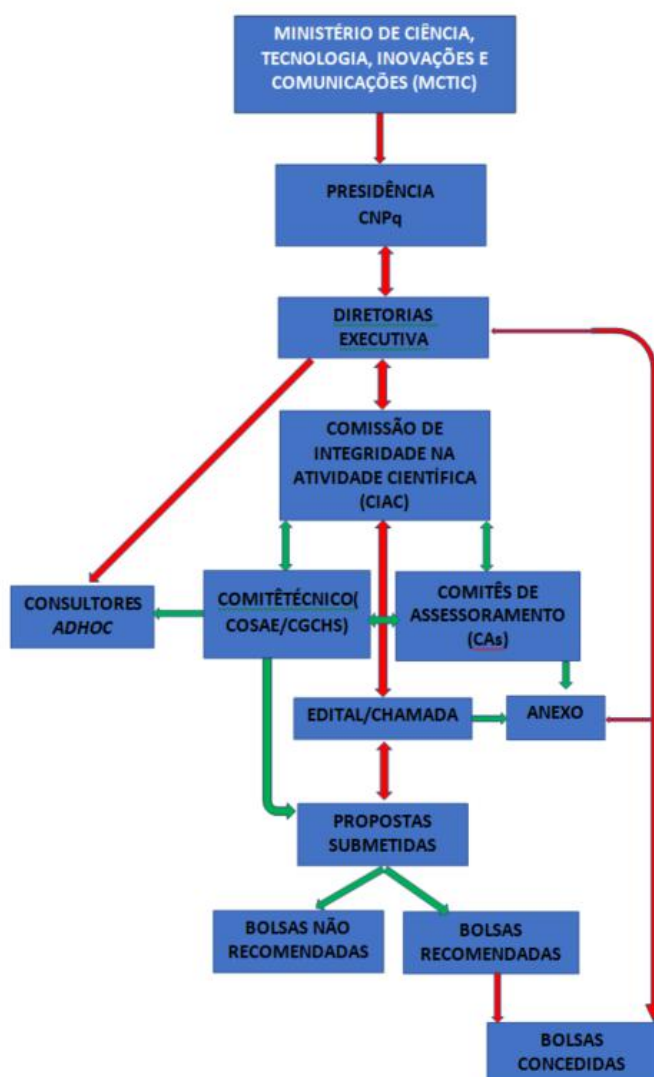 MINISTÉRIO DE CIÊNCIA,
TECNOLOGIA, INOVAÇÕES E
COMUNICAÇÕES (MCTIC)
PRESIDÊNCIA
CNPq
DIRETORIAS
EXECUTIVA
COMISSÃO DE
INTEGRIDADE NA
ATIVIDADE CIENTÍFICA
(CIAC)
CONSULTORES
ADHOC
COMITÊTÉCNICO(
COSAE/CGCHS)
COMITÊS DE
ASSESSORAMENTO
(CAs)
EDITAL/CHAMADA
ANEXO
PROPOSTAS
SUBMETIDAS
BOLSAS NÃO
RECOMENDADAS
BOLSAS
RECOMENDADAS
BOLSAS
CONCEDIDAS